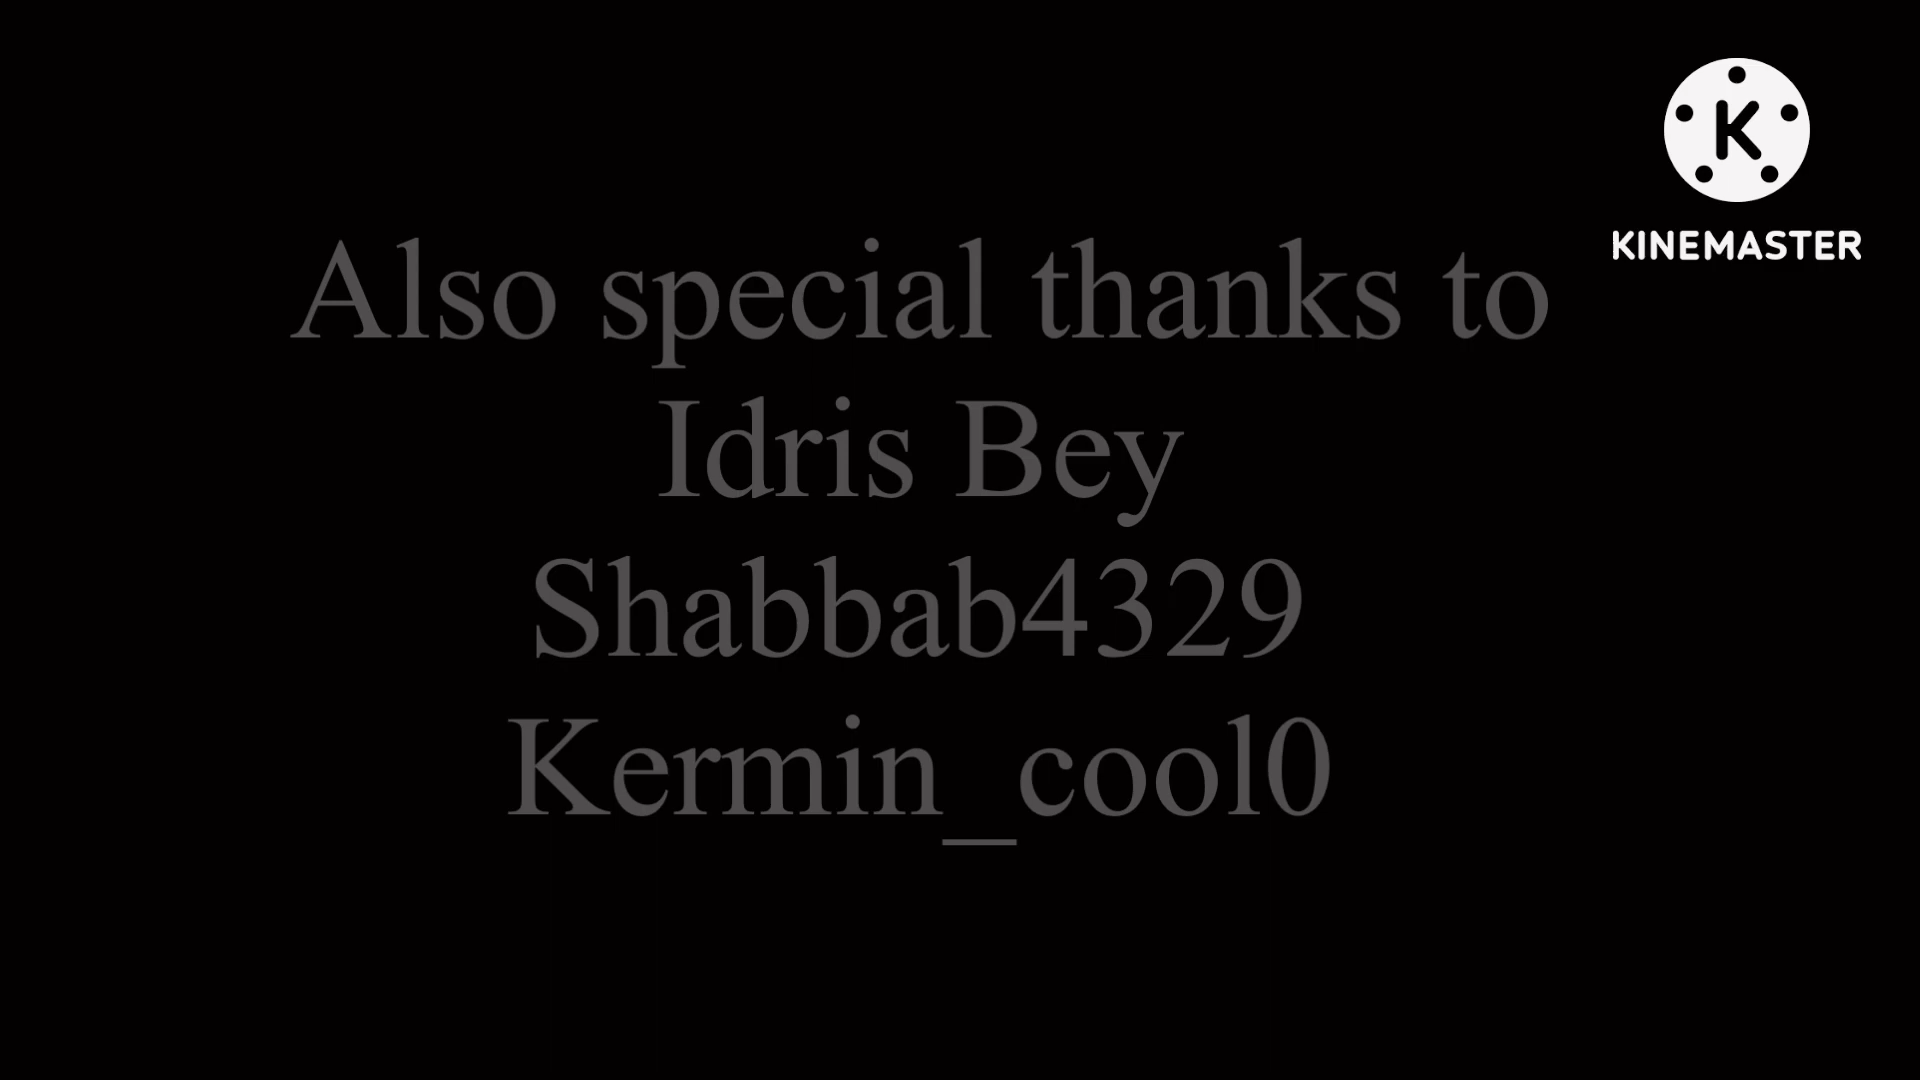 K
KINEMASTER
Also special thanks to
Idris Bey
Shabbab4329
Kermin_cool0